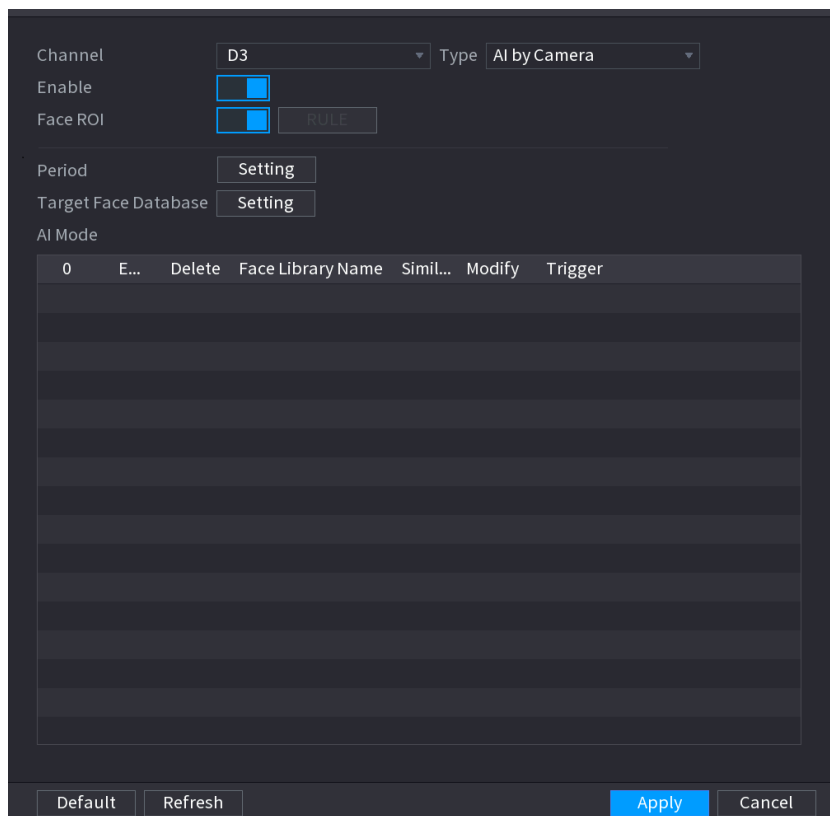 Channel D3 Type AI by Camera
Enable
Face ROI RULE
Period Setting
Target Face Database Setting
AI Mode
0 E... Delete Face Library Name Simil... Modify Trigger
Default Refresh Apply Cancel